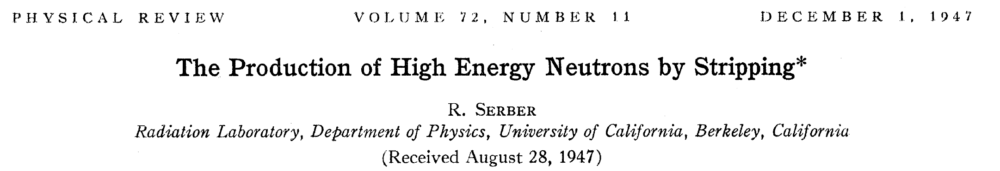 PHYSICAL REVIEW VOLUME 72, NUMBER 11 DECEMBER 1, 1947
The Production of High Energy Neutrons by Stripping*
R. SERBER
Radiation Laboratory, Department of Physics, University of California, Berkeley, California
(Received August 28, 1947)